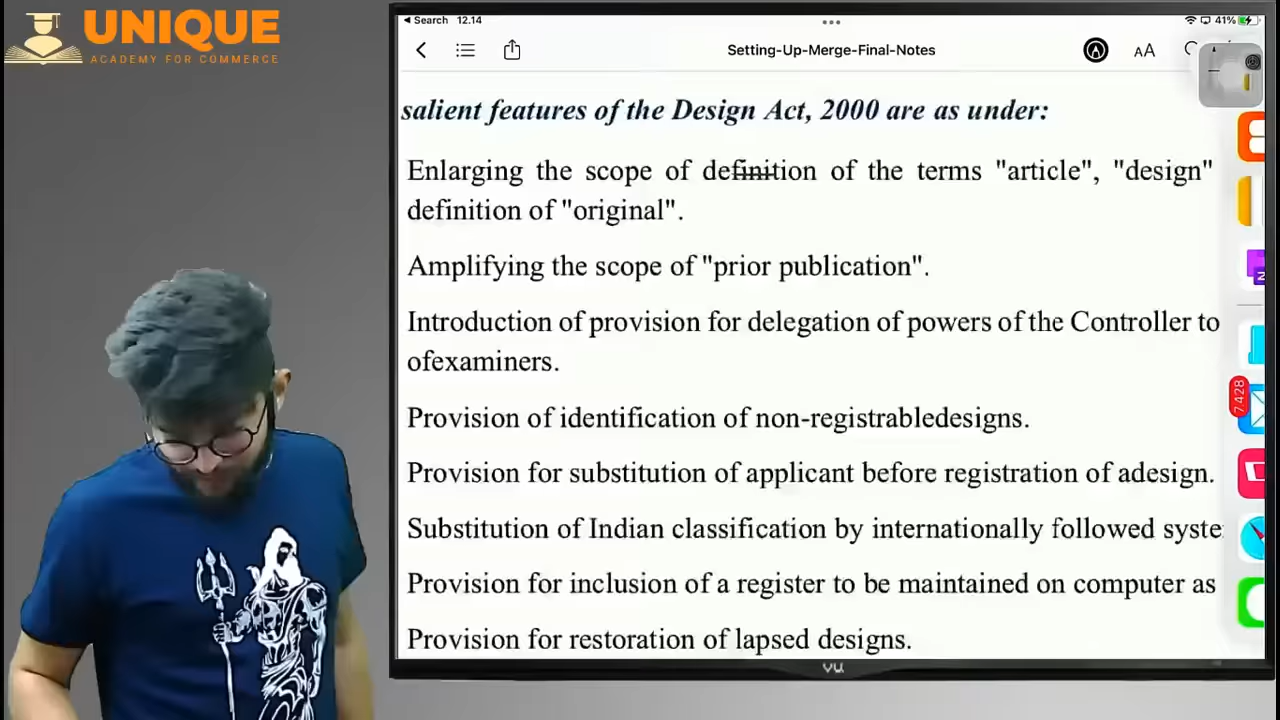 UNIQUE
ACADEMY FOR COMMERCE
Search 12.14
41%
Setting-Up-Merge-Final-Notes
AA
salient features of the Design Act, 2000 are as under:
Enlarging the scope of definition of the terms "article", "design"
definition of "original".
Amplifying the scope of "prior publication".
Introduction of provision for delegation of powers of the Controller to
ofexaminers.
Provision of identification of non-registrabledesigns.
Provision for substitution of applicant before registration of adesign.
Substitution of Indian classification by internationally followed syste
Provision for inclusion of a register to be maintained on computer as
Provision for restoration of lapsed designs.
7428
N
vu